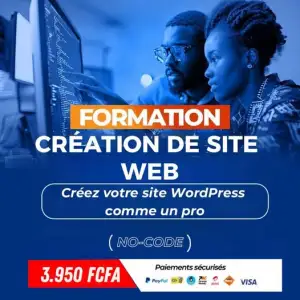 FORMATION
CRÉATION DE SITE
WEB
Créez votre site WordPress
comme un pro
( NO-CODE )
3.950 FCFA
Paiements sécurisés
PayPal
VISA